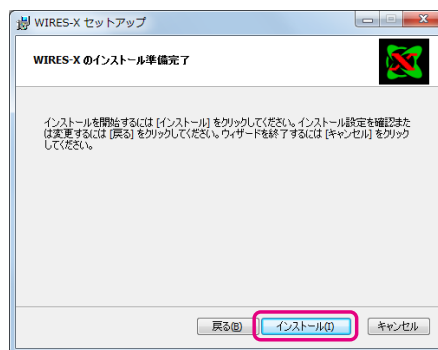 WIRES-X セットアップ
WIRES-X のインストール準備完了
インストールを開始するには [インストール] をクリックしてください。インストール設定を確認また
は変更するには [戻る] をクリックしてください。ウィザードを終了するには [キャンセル] をクリック
してください。
戻る(B) インストール(I) キャンセル